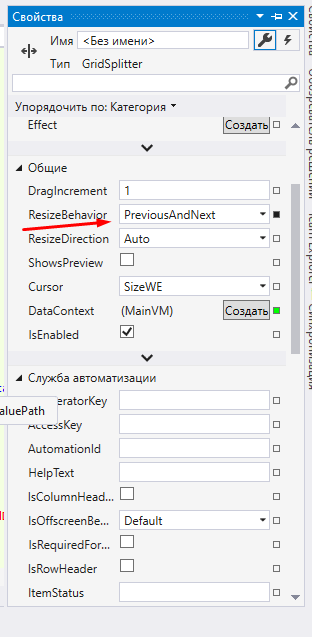 Свойства
Имя <Без имени>
Тип GridSplitter
Упорядочить по: Категория
Effect Создать
Общие
DragIncrement 1
ResizeBehavior PreviousAndNext
ResizeDirection Auto
ShowsPreview
Cursor SizeWE
DataContext (MainVM) Создать
IsEnabled
Служба автоматизации
eratorKey
aluePath
AccessKey
AutomationId
HelpText
IsColumnHead...
IsOffscreenBe... Default
IsRequiredFor...
IsRowHeader
ItemStatus
Свойства
Обозреватель решений
Team Explorer
Синхронизация